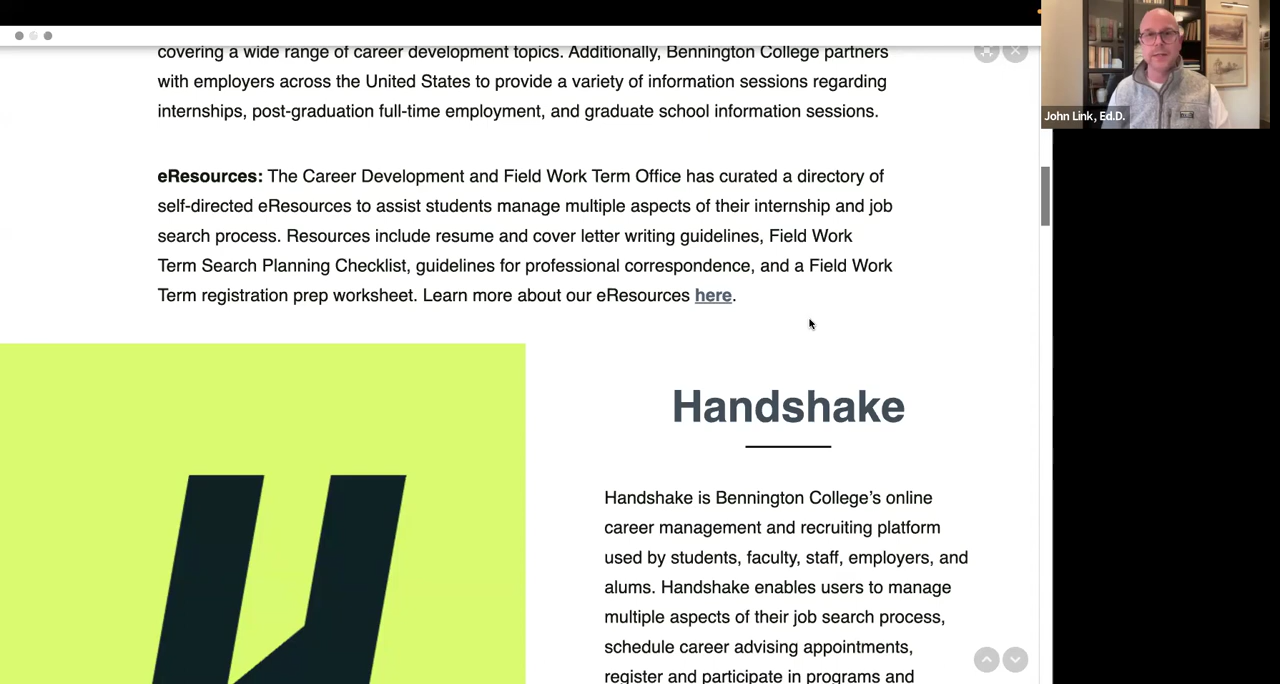 covering a wide range of career development topics. Additionally, Bennington College partners
with employers across the United States to provide a variety of information sessions regarding
internships, post-graduation full-time employment, and graduate school information sessions.
eResources: The Career Development and Field Work Term Office has curated a directory of
self-directed eResources to assist students manage multiple aspects of their internship and job
search process. Resources include resume and cover letter writing guidelines, Field Work
Term Search Planning Checklist, guidelines for professional correspondence, and a Field Work
Term registration prep worksheet. Learn more about our eResources here.
Handshake
Handshake is Bennington College’s online
career management and recruiting platform
used by students, faculty, staff, employers, and
alums. Handshake enables users to manage
multiple aspects of their job search process,
schedule career advising appointments,
register and participate in programs and
John Link, Ed.D.